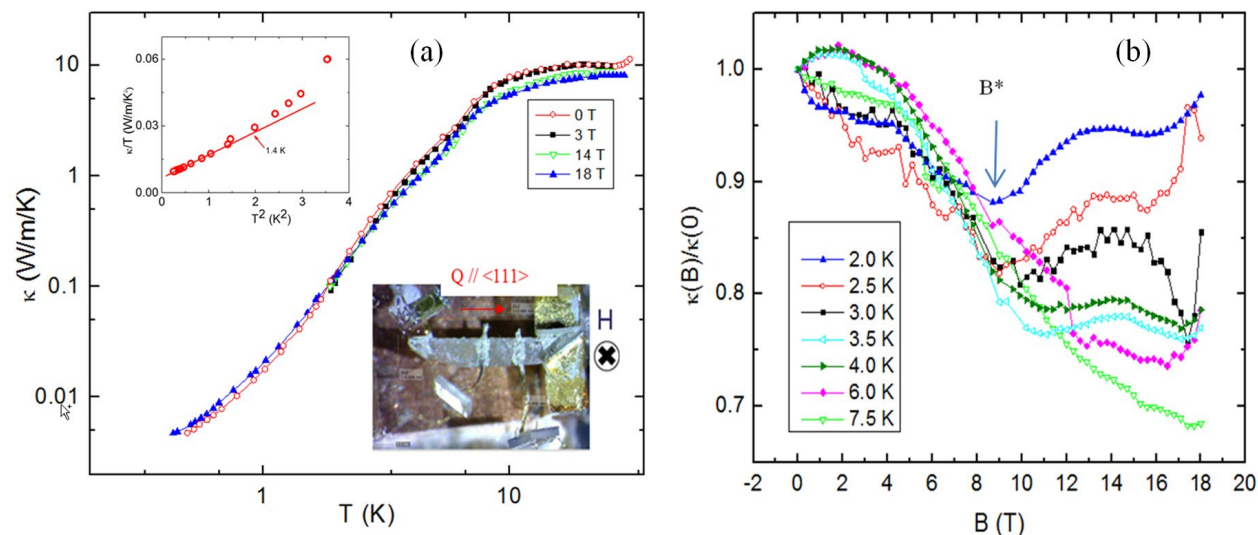 (a)
κ (W/m/K)
10
1
0.1
0.01
1
10
T (K)
κ/T (W/m/K²)
0.06
0.03
0.00
0
1
2
3
4
T² (K²)
1.4 K
0 T
3 T
14 T
18 T
Q // <111>
H
(b)
κ(B)/κ(0)
1.0
0.9
0.8
0.7
-2 0 2 4 6 8 10 12 14 16 18 20
B (T)
B*
2.0 K
2.5 K
3.0 K
3.5 K
4.0 K
6.0 K
7.5 K